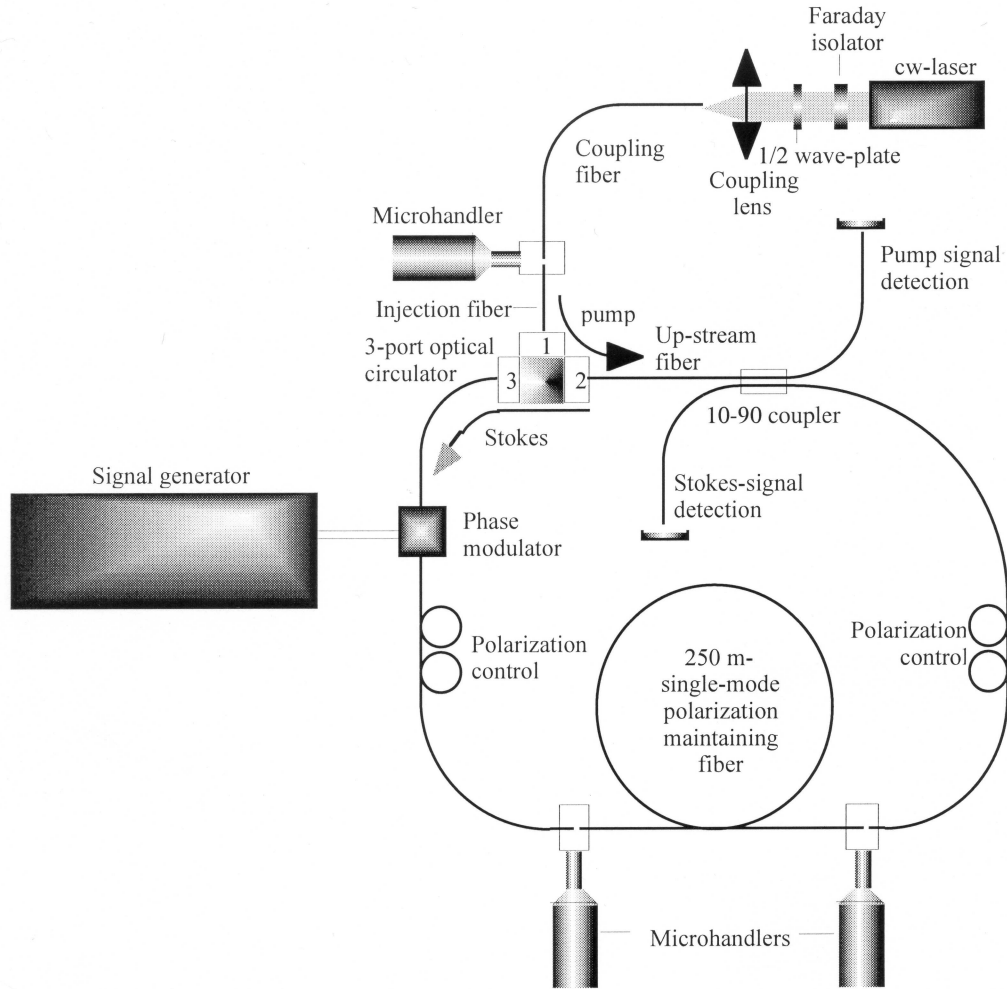 Faraday
isolator
cw-laser
1/2 wave-plate
Coupling
lens
Coupling
fiber
Microhandler
Pump signal
detection
Injection fiber
pump
3-port optical
circulator
1
2
3
Up-stream
fiber
10-90 coupler
Stokes
Signal generator
Stokes-signal
detection
Phase
modulator
Polarization
control
250 m-
single-mode
polarization
maintaining
fiber
Polarization
control
Microhandlers